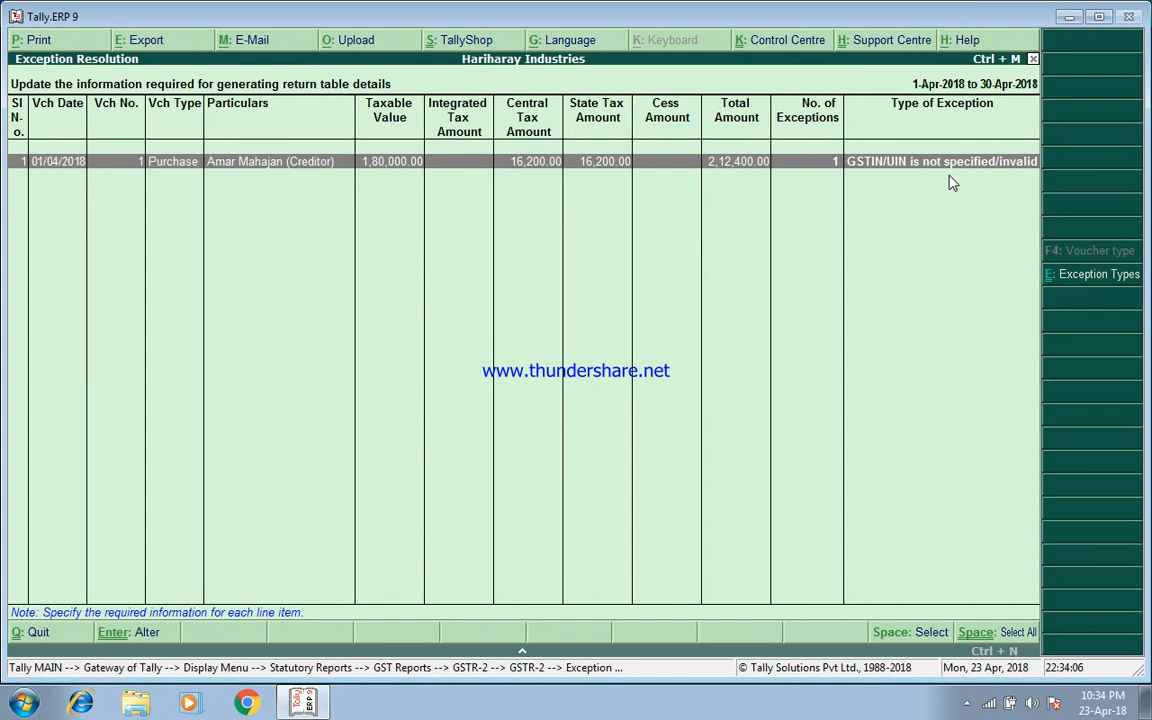 Tally.ERP 9
P: Print E: Export M: E-Mail O: Upload S: TallyShop G: Language K: Keyboard K: Control Centre H: Support Centre H: Help
Exception Resolution Hariharay Industries Ctrl + M
Update the information required for generating return table details 1-Apr-2018 to 30-Apr-2018
Sl Vch Date Vch No. Vch Type Particulars Taxable Integrated Central State Tax Cess Total No. of Type of Exception
N- Value Tax Tax Amount Amount Amount Exceptions
o. Amount Amount
1 01/04/2018 1 Purchase Amar Mahajan (Creditor) 1,80,000.00 16,200.00 16,200.00 2,12,400.00 1 GSTIN/UIN is not specified/invalid
F4: Voucher type
E: Exception Types
www.thundershare.net
Note: Specify the required information for each line item.
Q: Quit Enter: Alter Space: Select Space: Select All
Ctrl + N
Tally MAIN --> Gateway of Tally --> Display Menu --> Statutory Reports --> GST Reports --> GSTR-2 --> GSTR-2 --> Exception ... © Tally Solutions Pvt Ltd., 1988-2018 Mon, 23 Apr, 2018 22:34:06
Tally ERP 9
10:34 PM
23-Apr-18